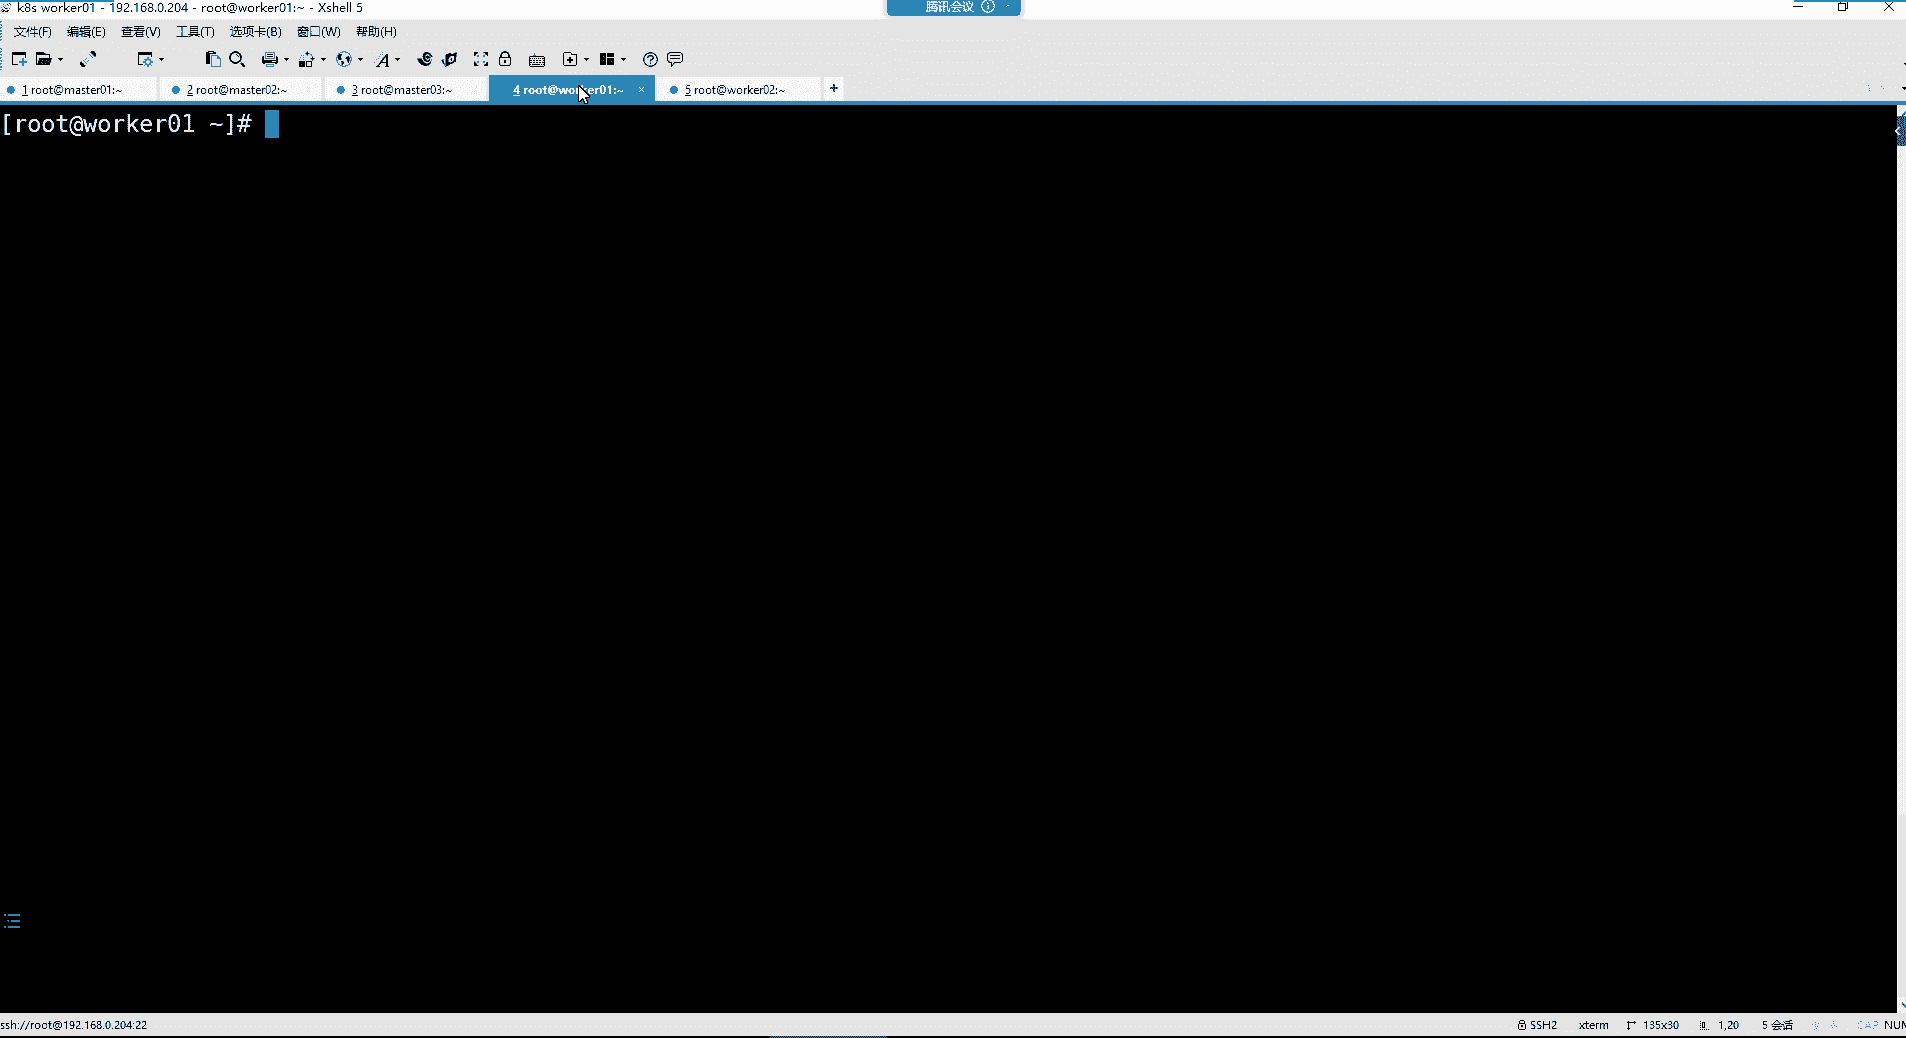 k8s worker01 - 192.168.0.204 - root@worker01:~ - Xshell 5
腾讯会议
文件(F) 编辑(E) 查看(V) 工具(T) 选项卡(B) 窗口(W) 帮助(H)
1 root@master01:~ 2 root@master02:~ 3 root@master03:~ 4 root@worker01:~ × 5 root@worker02:~ +
[root@worker01 ~]#
ssh://root@192.168.0.204:22 SSH2 xterm 135x30 1,20 5 会话 CAP NUM